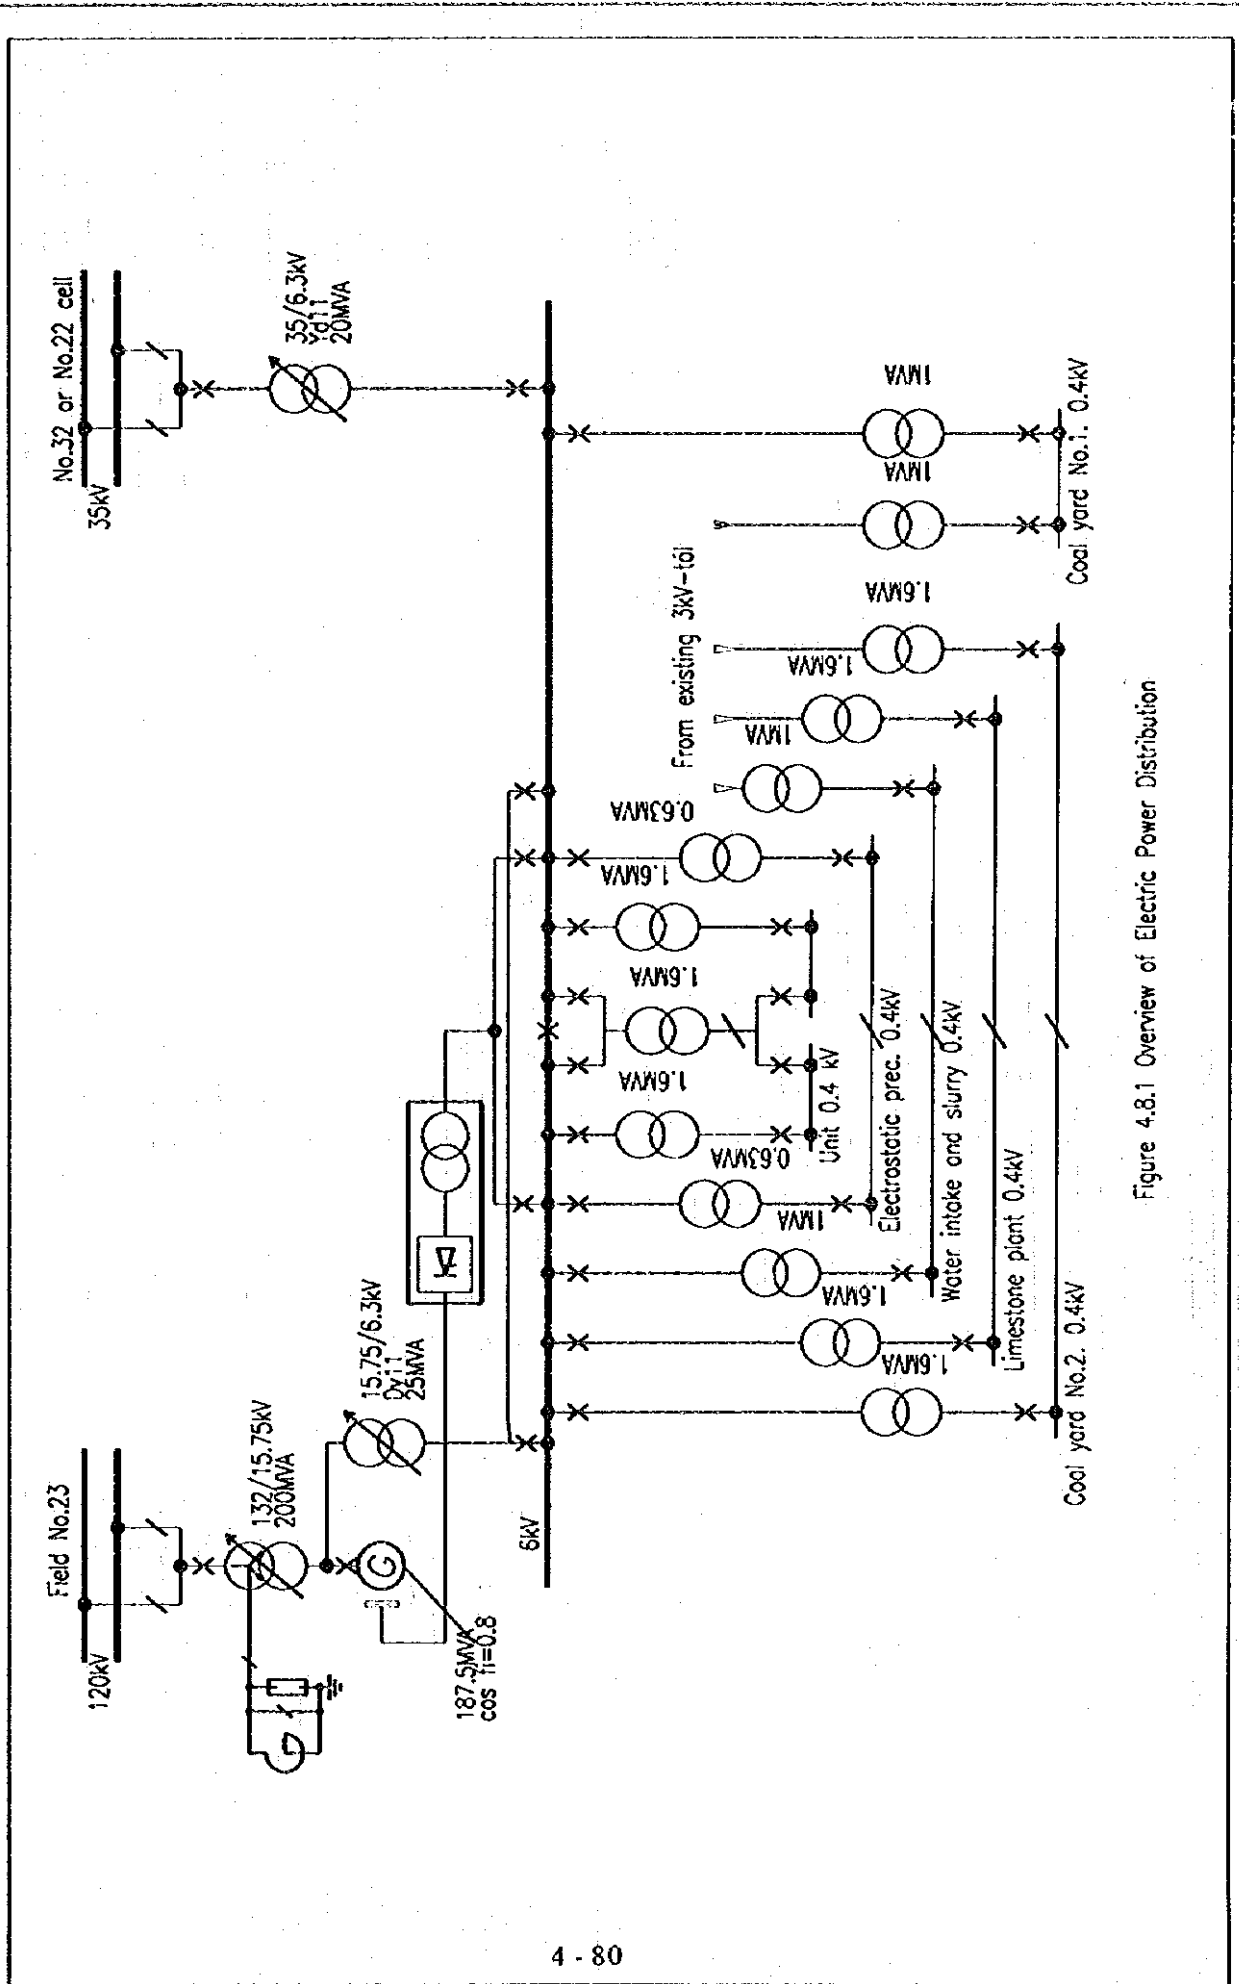 Field No.23
120kV
132/15.75kV
200MVA
15.75/6.3kV
Dy11
25MVA
G
187.5MVA
cos fi=0.8
No.32 or No.22 cell
35kV
35/6.3kV
Yd11
20MVA
6kV
1.6MVA
1.6MVA
1MVA
0.63MVA
1.6MVA
1.6MVA
1.6MVA
0.63MVA
1MVA
1.6MVA
1.6MVA
1MVA
1MVA
From existing 3kV-tól
Unit 0.4 kV
Electrostatic prec. 0.4kV
Water intake and slurry 0.4kV
Limestone plant 0.4kV
Coal yard No.2. 0.4kV
Coal yard No.1. 0.4kV
Figure 4.8.1 Overview of Electric Power Distribution
4 - 80